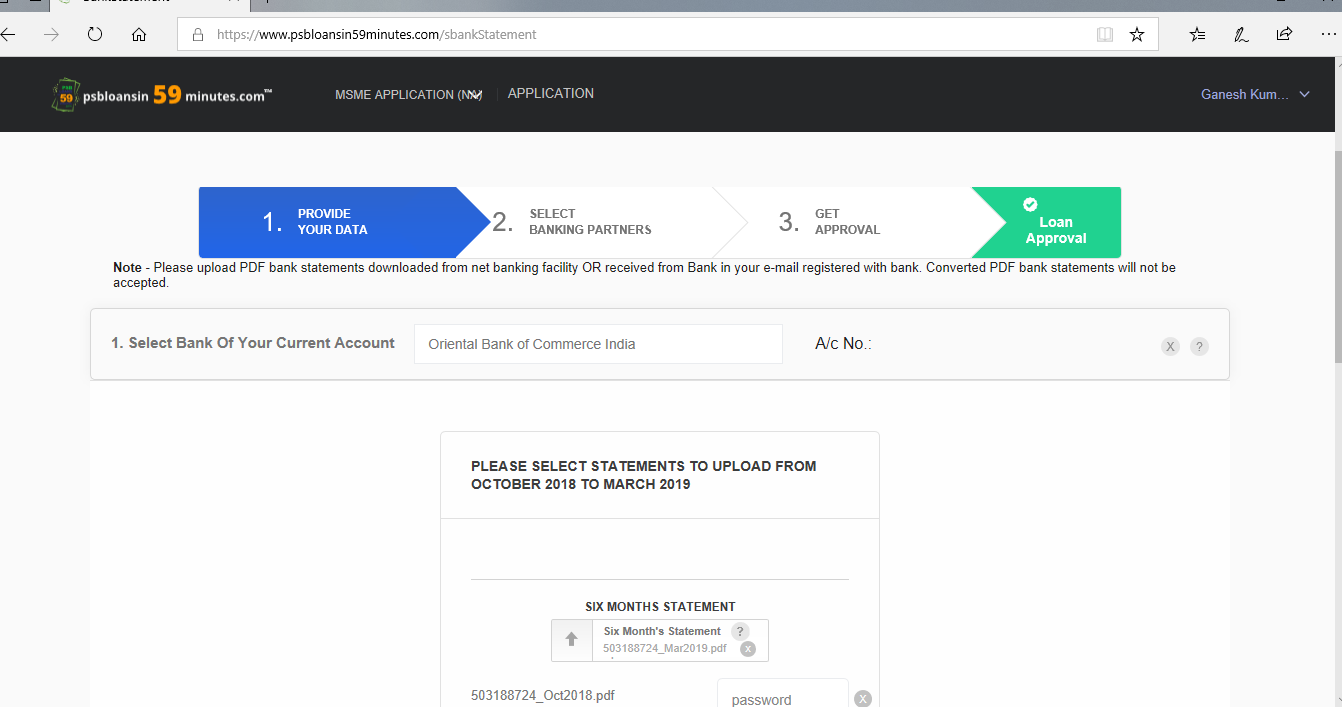 https://www.psbloansin59minutes.com/sbankStatement
PSB
59
psbloansin 59 minutes.com™
MSME APPLICATION
APPLICATION
Ganesh Kum...
1.
PROVIDE
YOUR DATA
2.
SELECT
BANKING PARTNERS
3.
GET
APPROVAL
Loan
Approval
Note - Please upload PDF bank statements downloaded from net banking facility OR received from Bank in your e-mail registered with bank. Converted PDF bank statements will not be
accepted.
1. Select Bank Of Your Current Account
Oriental Bank of Commerce India
A/c No.:
X
?
PLEASE SELECT STATEMENTS TO UPLOAD FROM
OCTOBER 2018 TO MARCH 2019
SIX MONTHS STATEMENT
Six Month's Statement
?
503188724_Mar2019.pdf
X
503188724_Oct2018.pdf
password
X